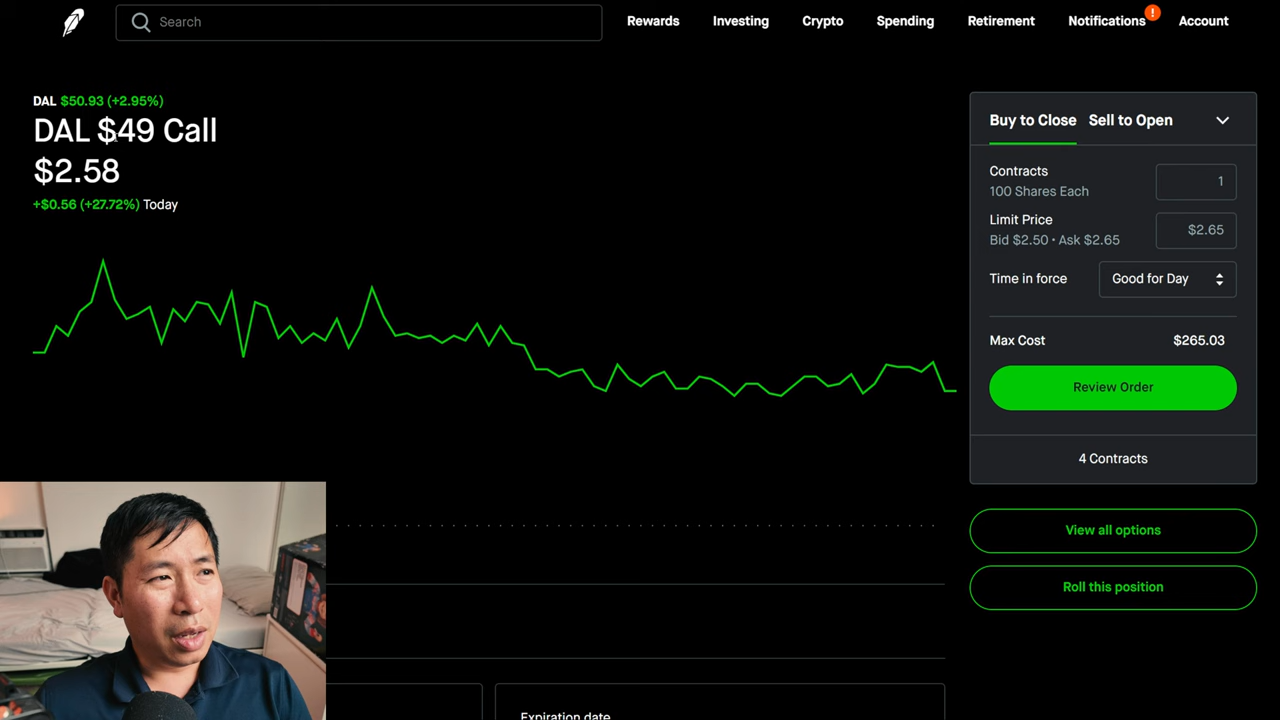 Search
Rewards
Investing
Crypto
Spending
Retirement
Notifications
!
Account
DAL $50.93 (+2.95%)
DAL $49 Call
$2.58
+$0.56 (+27.72%) Today
Buy to Close
Sell to Open
Contracts
100 Shares Each
1
Limit Price
Bid $2.50 • Ask $2.65
$2.65
Time in force
Good for Day
Max Cost
$265.03
Review Order
4 Contracts
View all options
Roll this position
Expiration date